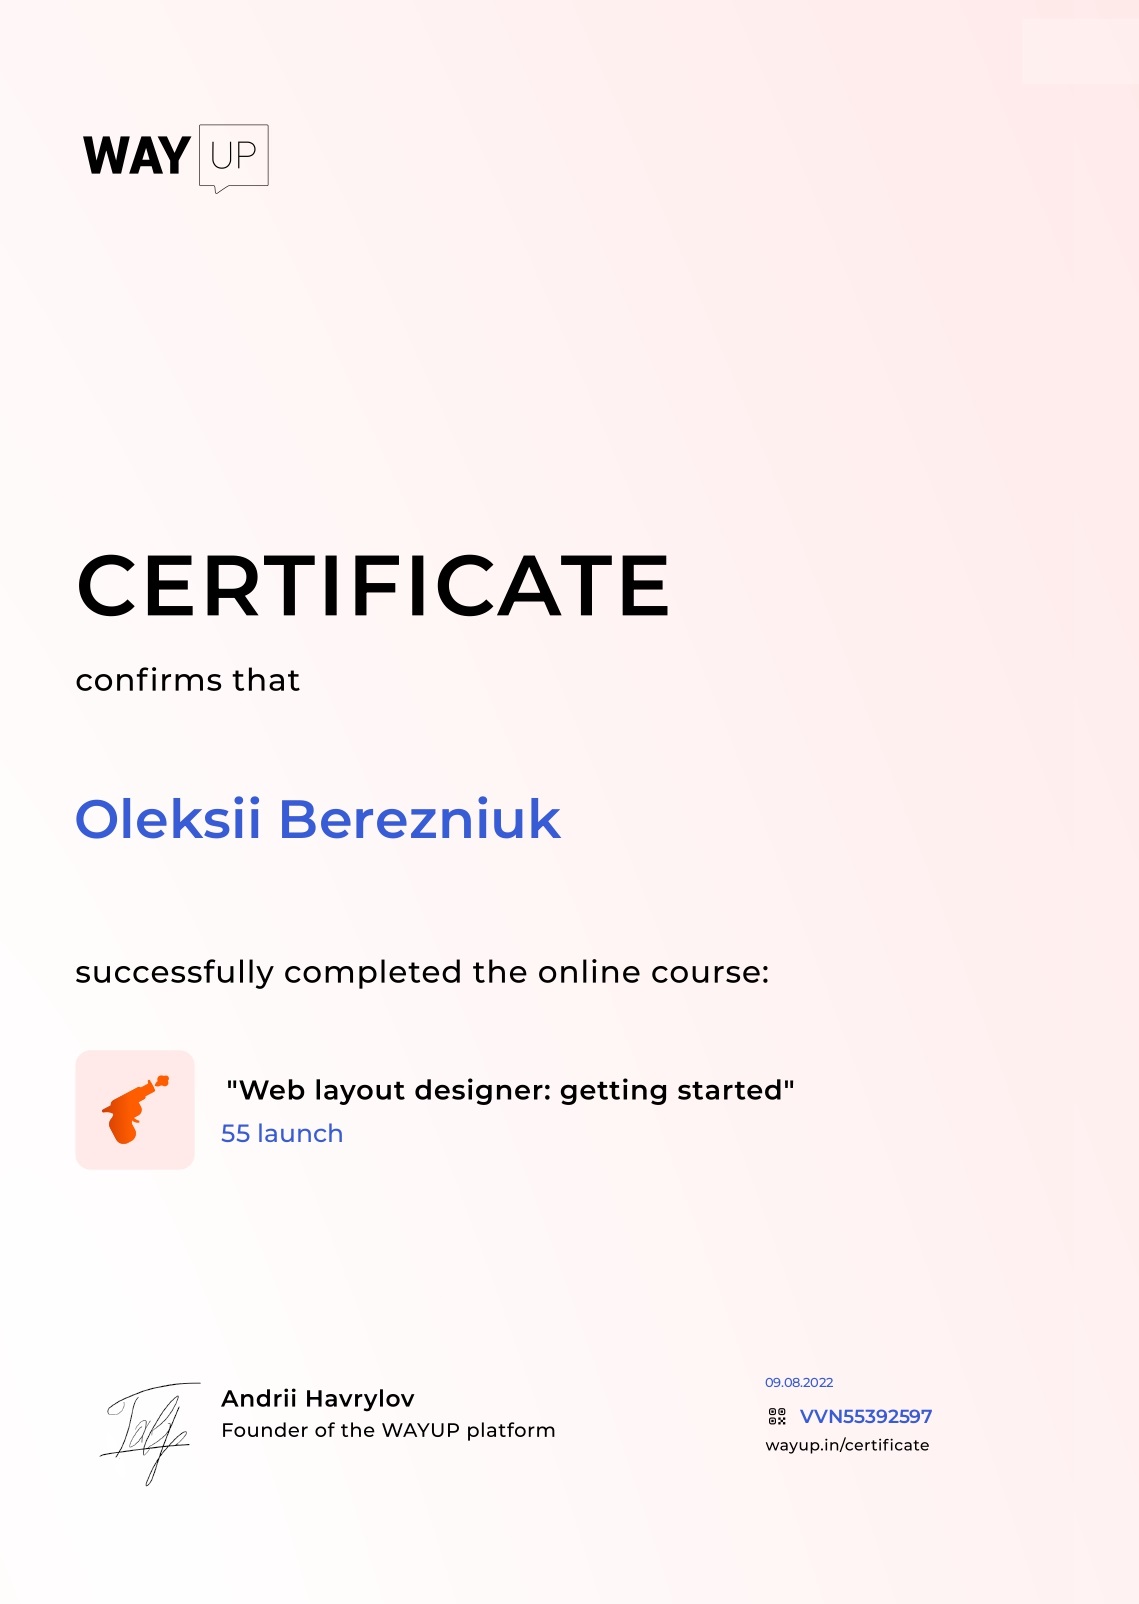 WAY UP
CERTIFICATE
confirms that
Oleksii Berezniuk
successfully completed the online course:
"Web layout designer: getting started"
55 launch
Andrii Havrylov
Founder of the WAYUP platform
09.08.2022
VVN55392597
wayup.in/certificate